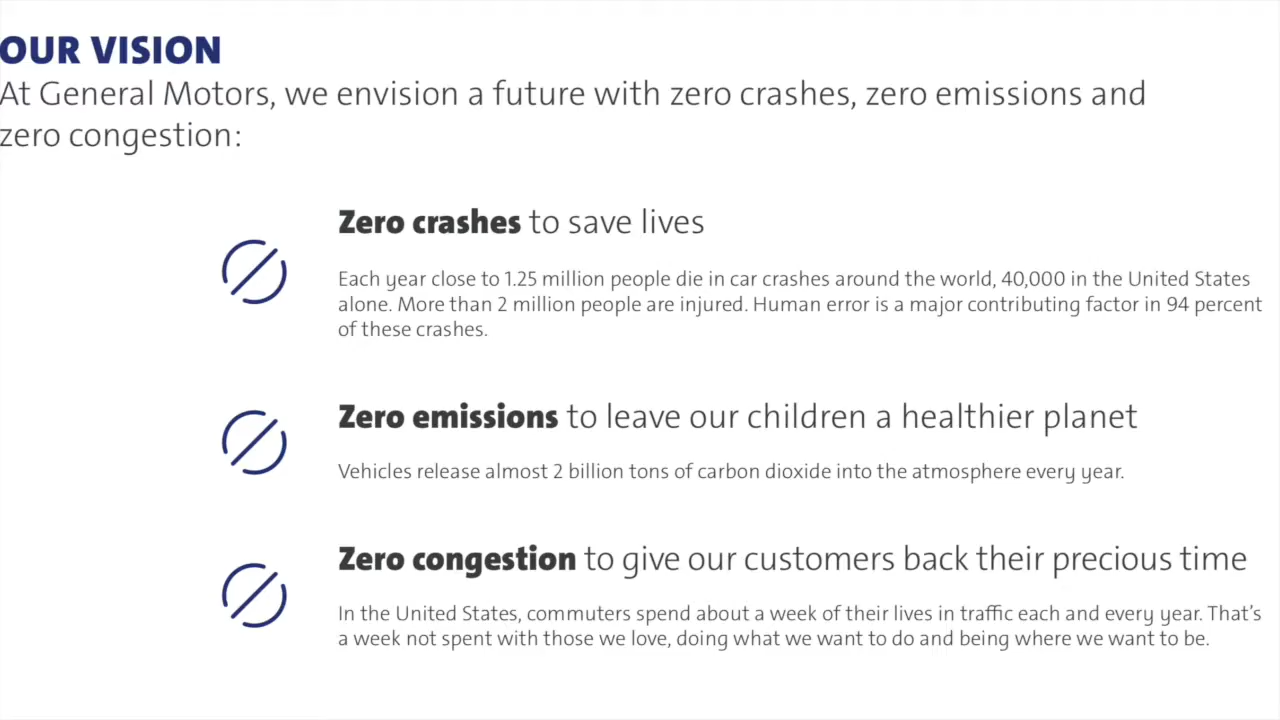 OUR VISION
At General Motors, we envision a future with zero crashes, zero emissions and
zero congestion:
Zero crashes to save lives
Each year close to 1.25 million people die in car crashes around the world, 40,000 in the United States
alone. More than 2 million people are injured. Human error is a major contributing factor in 94 percent
of these crashes.
Zero emissions to leave our children a healthier planet
Vehicles release almost 2 billion tons of carbon dioxide into the atmosphere every year.
Zero congestion to give our customers back their precious time
In the United States, commuters spend about a week of their lives in traffic each and every year. That’s
a week not spent with those we love, doing what we want to do and being where we want to be.